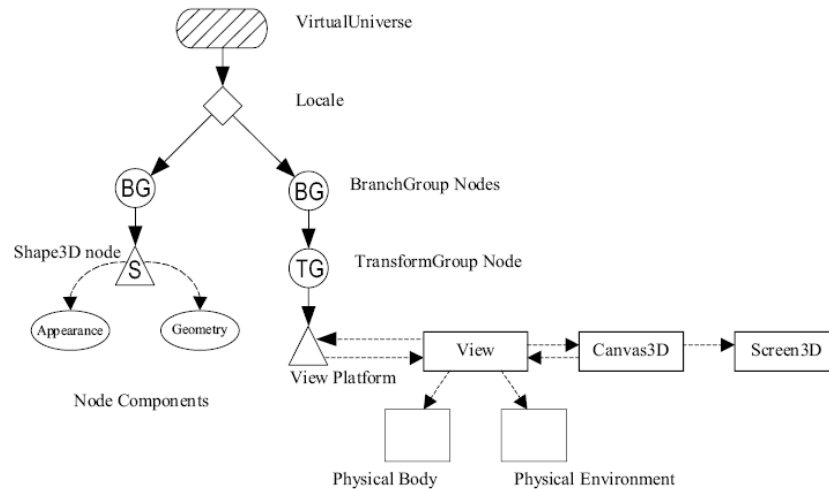 VirtualUniverse
Locale
BG
BG
BranchGroup Nodes
Shape3D node
S
TG
TransformGroup Node
Appearance
Geometry
View
Canvas3D
Screen3D
View Platform
Node Components
Physical Body
Physical Environment